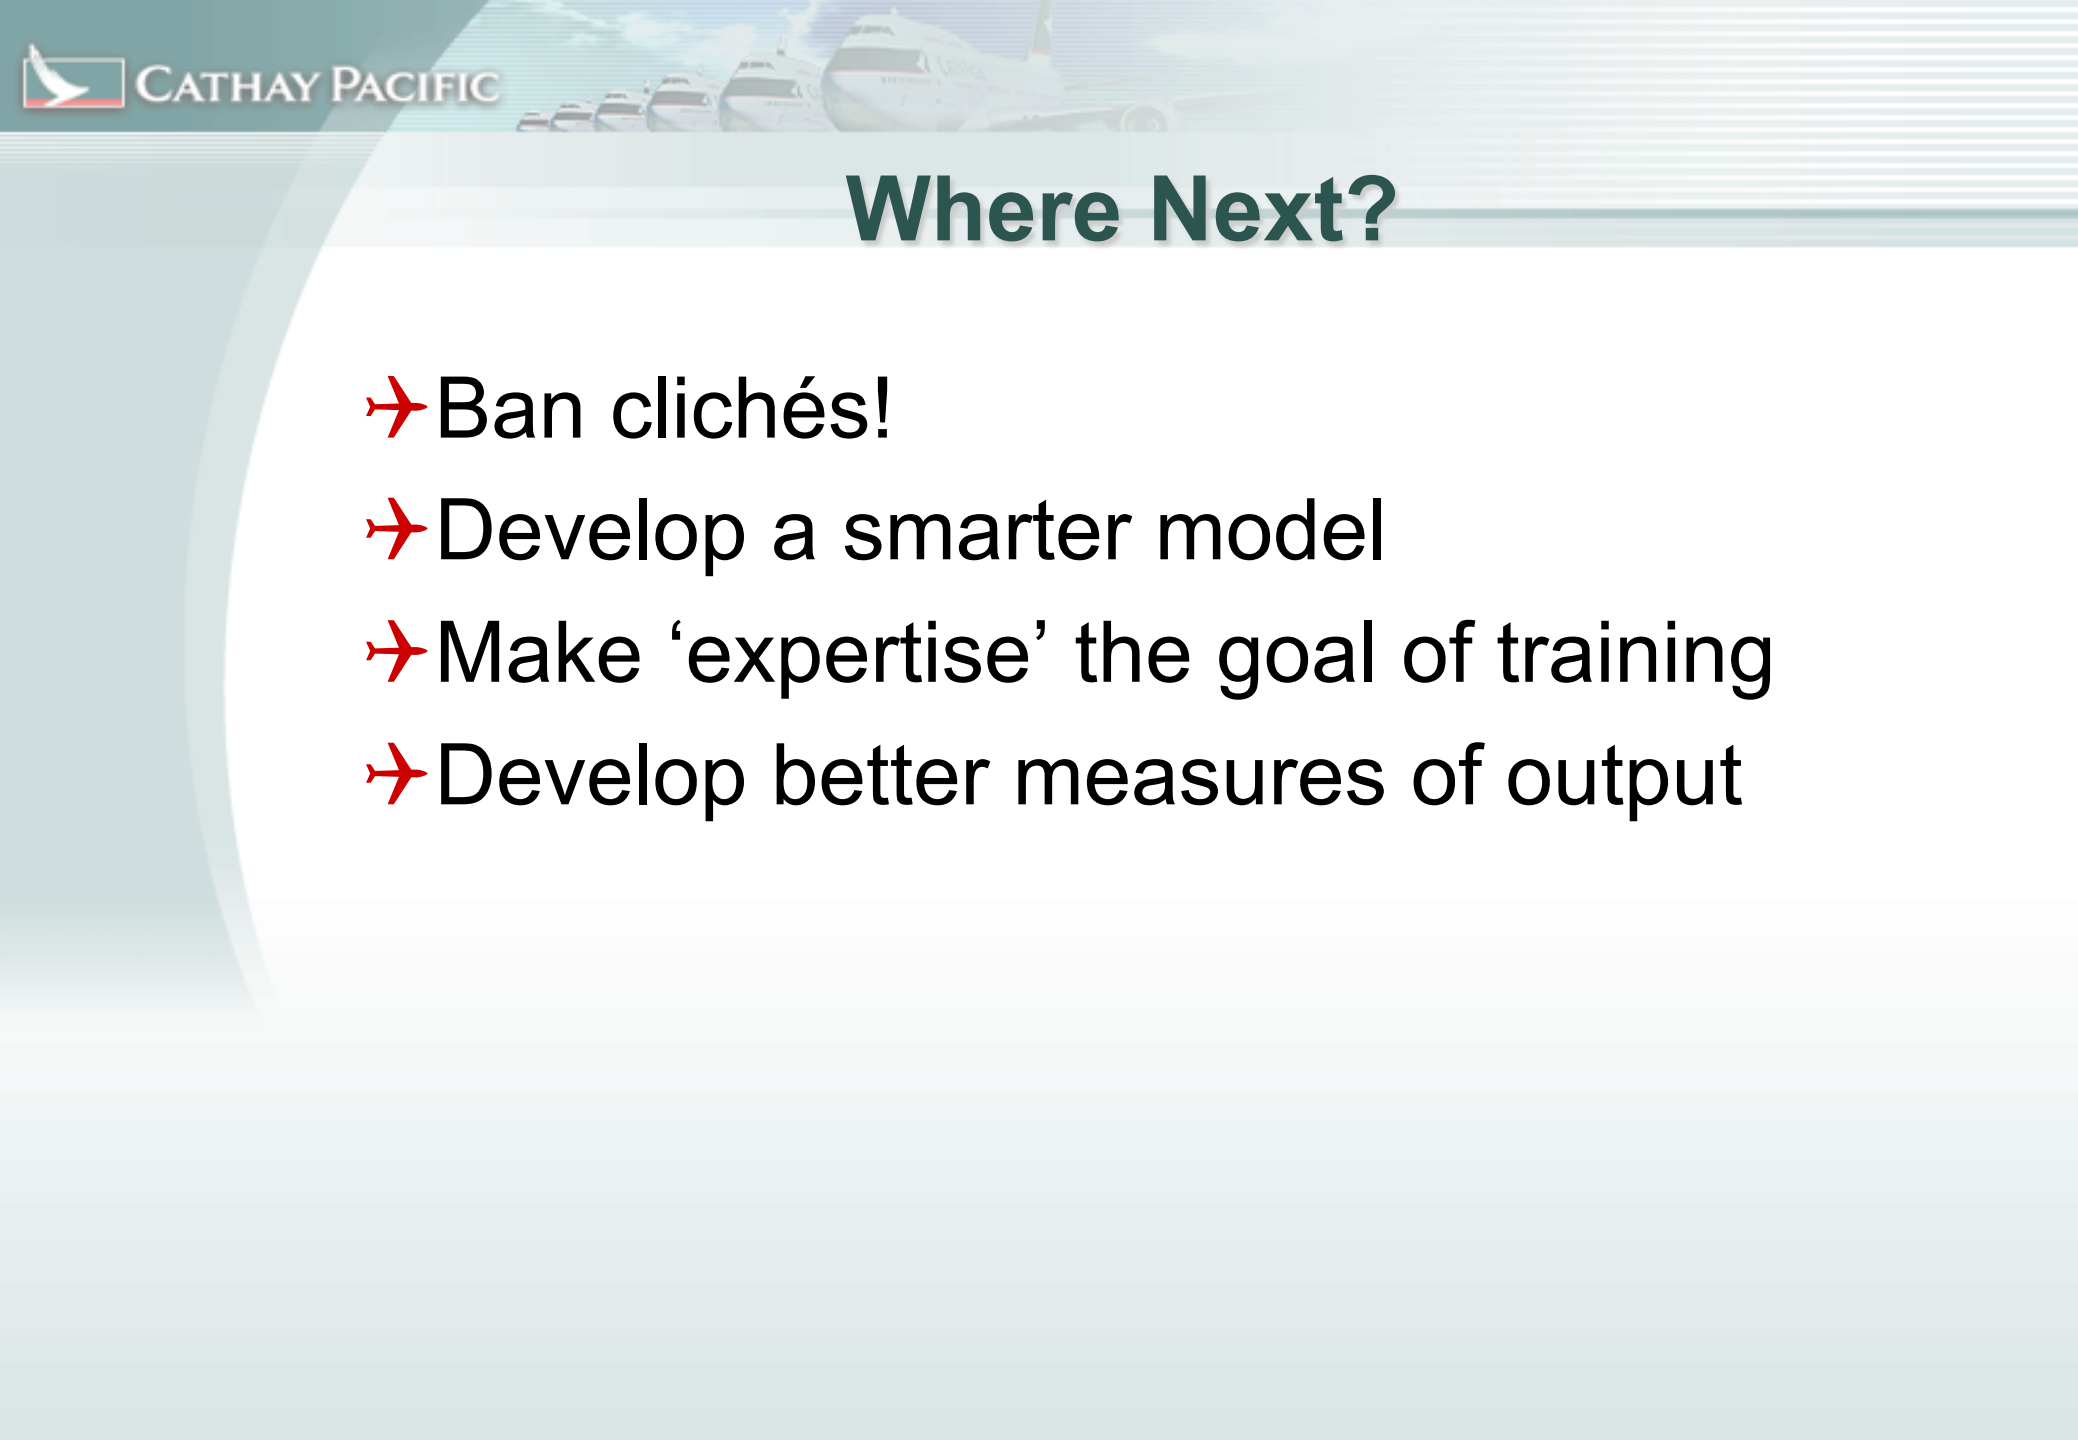 CATHAY PACIFIC
Where Next?
Ban clichés!
Develop a smarter model
Make ‘expertise’ the goal of training
Develop better measures of output